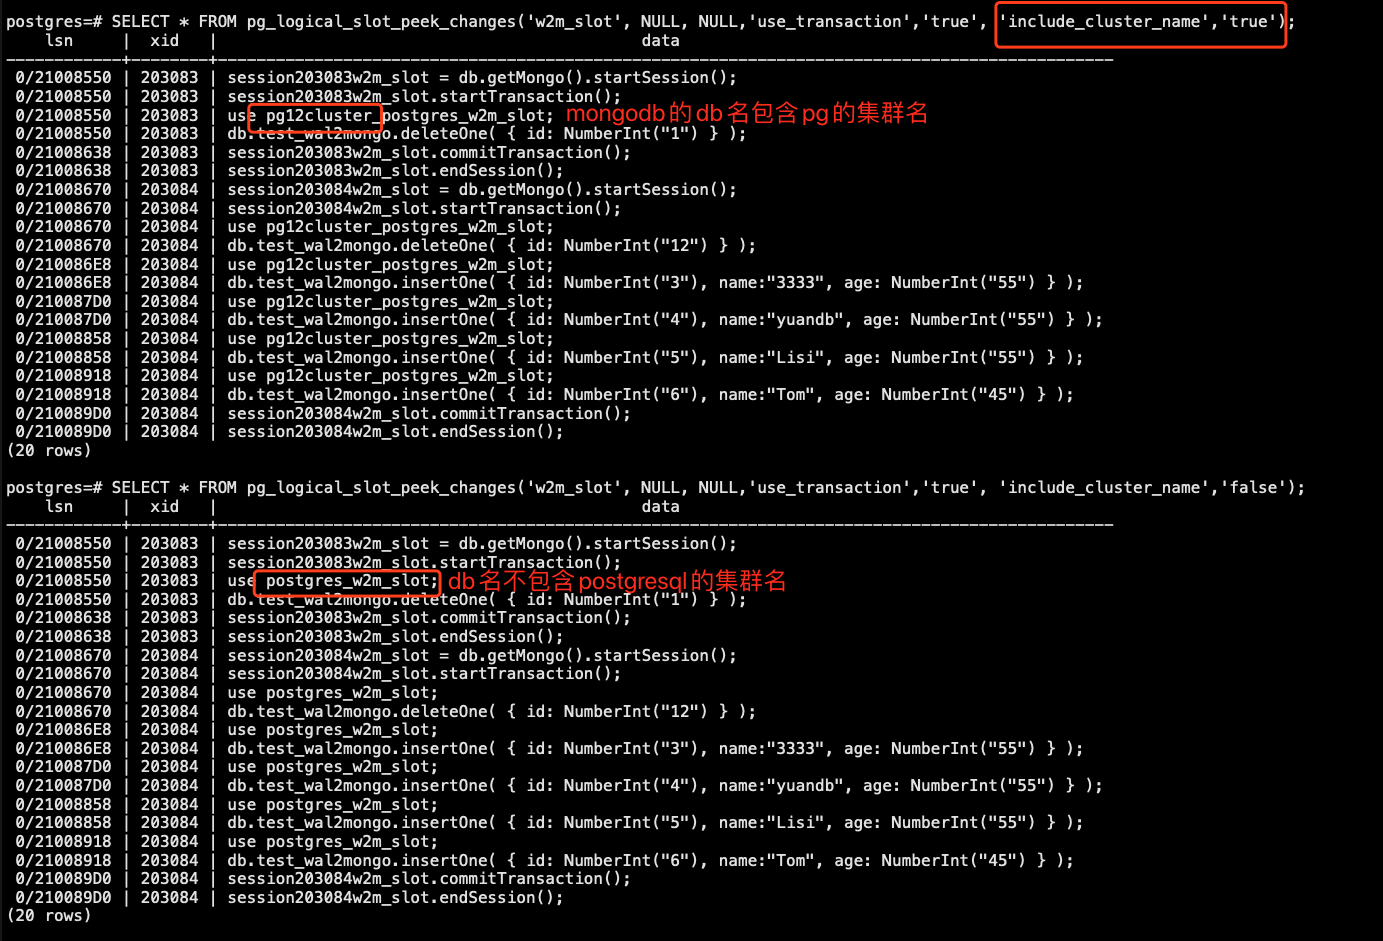 postgres=# SELECT * FROM pg_logical_slot_peek_changes('w2m_slot', NULL, NULL,'use_transaction','true', 'include_cluster_name','true');
lsn | xid | data
------------+--------+----------------------------------------------------------------------------------------------
0/21008550 | 203083 | session203083w2m_slot = db.getMongo().startSession();
0/21008550 | 203083 | session203083w2m_slot.startTransaction();
0/21008550 | 203083 | use pg12cluster_postgres_w2m_slot; mongodb的db名包含pg的集群名
0/21008550 | 203083 | db.test_wal2mongo.deleteOne( { id: NumberInt("1") } );
0/21008638 | 203083 | session203083w2m_slot.commitTransaction();
0/21008638 | 203083 | session203083w2m_slot.endSession();
0/21008670 | 203084 | session203084w2m_slot = db.getMongo().startSession();
0/21008670 | 203084 | session203084w2m_slot.startTransaction();
0/21008670 | 203084 | use pg12cluster_postgres_w2m_slot;
0/21008670 | 203084 | db.test_wal2mongo.deleteOne( { id: NumberInt("12") } );
0/210086E8 | 203084 | use pg12cluster_postgres_w2m_slot;
0/210086E8 | 203084 | db.test_wal2mongo.insertOne( { id: NumberInt("3"), name:"3333", age: NumberInt("55") } );
0/210087D0 | 203084 | use pg12cluster_postgres_w2m_slot;
0/210087D0 | 203084 | db.test_wal2mongo.insertOne( { id: NumberInt("4"), name:"yuandb", age: NumberInt("55") } );
0/21008858 | 203084 | use pg12cluster_postgres_w2m_slot;
0/21008858 | 203084 | db.test_wal2mongo.insertOne( { id: NumberInt("5"), name:"Lisi", age: NumberInt("55") } );
0/21008918 | 203084 | use pg12cluster_postgres_w2m_slot;
0/21008918 | 203084 | db.test_wal2mongo.insertOne( { id: NumberInt("6"), name:"Tom", age: NumberInt("45") } );
0/210089D0 | 203084 | session203084w2m_slot.commitTransaction();
0/210089D0 | 203084 | session203084w2m_slot.endSession();
(20 rows)
postgres=# SELECT * FROM pg_logical_slot_peek_changes('w2m_slot', NULL, NULL,'use_transaction','true', 'include_cluster_name','false');
lsn | xid | data
------------+--------+----------------------------------------------------------------------------------------------
0/21008550 | 203083 | session203083w2m_slot = db.getMongo().startSession();
0/21008550 | 203083 | session203083w2m_slot.startTransaction();
0/21008550 | 203083 | use postgres_w2m_slot; db名不包含postgresql的集群名
0/21008550 | 203083 | db.test_wal2mongo.deleteOne( { id: NumberInt("1") } );
0/21008638 | 203083 | session203083w2m_slot.commitTransaction();
0/21008638 | 203083 | session203083w2m_slot.endSession();
0/21008670 | 203084 | session203084w2m_slot = db.getMongo().startSession();
0/21008670 | 203084 | session203084w2m_slot.startTransaction();
0/21008670 | 203084 | use postgres_w2m_slot;
0/21008670 | 203084 | db.test_wal2mongo.deleteOne( { id: NumberInt("12") } );
0/210086E8 | 203084 | use postgres_w2m_slot;
0/210086E8 | 203084 | db.test_wal2mongo.insertOne( { id: NumberInt("3"), name:"3333", age: NumberInt("55") } );
0/210087D0 | 203084 | use postgres_w2m_slot;
0/210087D0 | 203084 | db.test_wal2mongo.insertOne( { id: NumberInt("4"), name:"yuandb", age: NumberInt("55") } );
0/21008858 | 203084 | use postgres_w2m_slot;
0/21008858 | 203084 | db.test_wal2mongo.insertOne( { id: NumberInt("5"), name:"Lisi", age: NumberInt("55") } );
0/21008918 | 203084 | use postgres_w2m_slot;
0/21008918 | 203084 | db.test_wal2mongo.insertOne( { id: NumberInt("6"), name:"Tom", age: NumberInt("45") } );
0/210089D0 | 203084 | session203084w2m_slot.commitTransaction();
0/210089D0 | 203084 | session203084w2m_slot.endSession();
(20 rows)